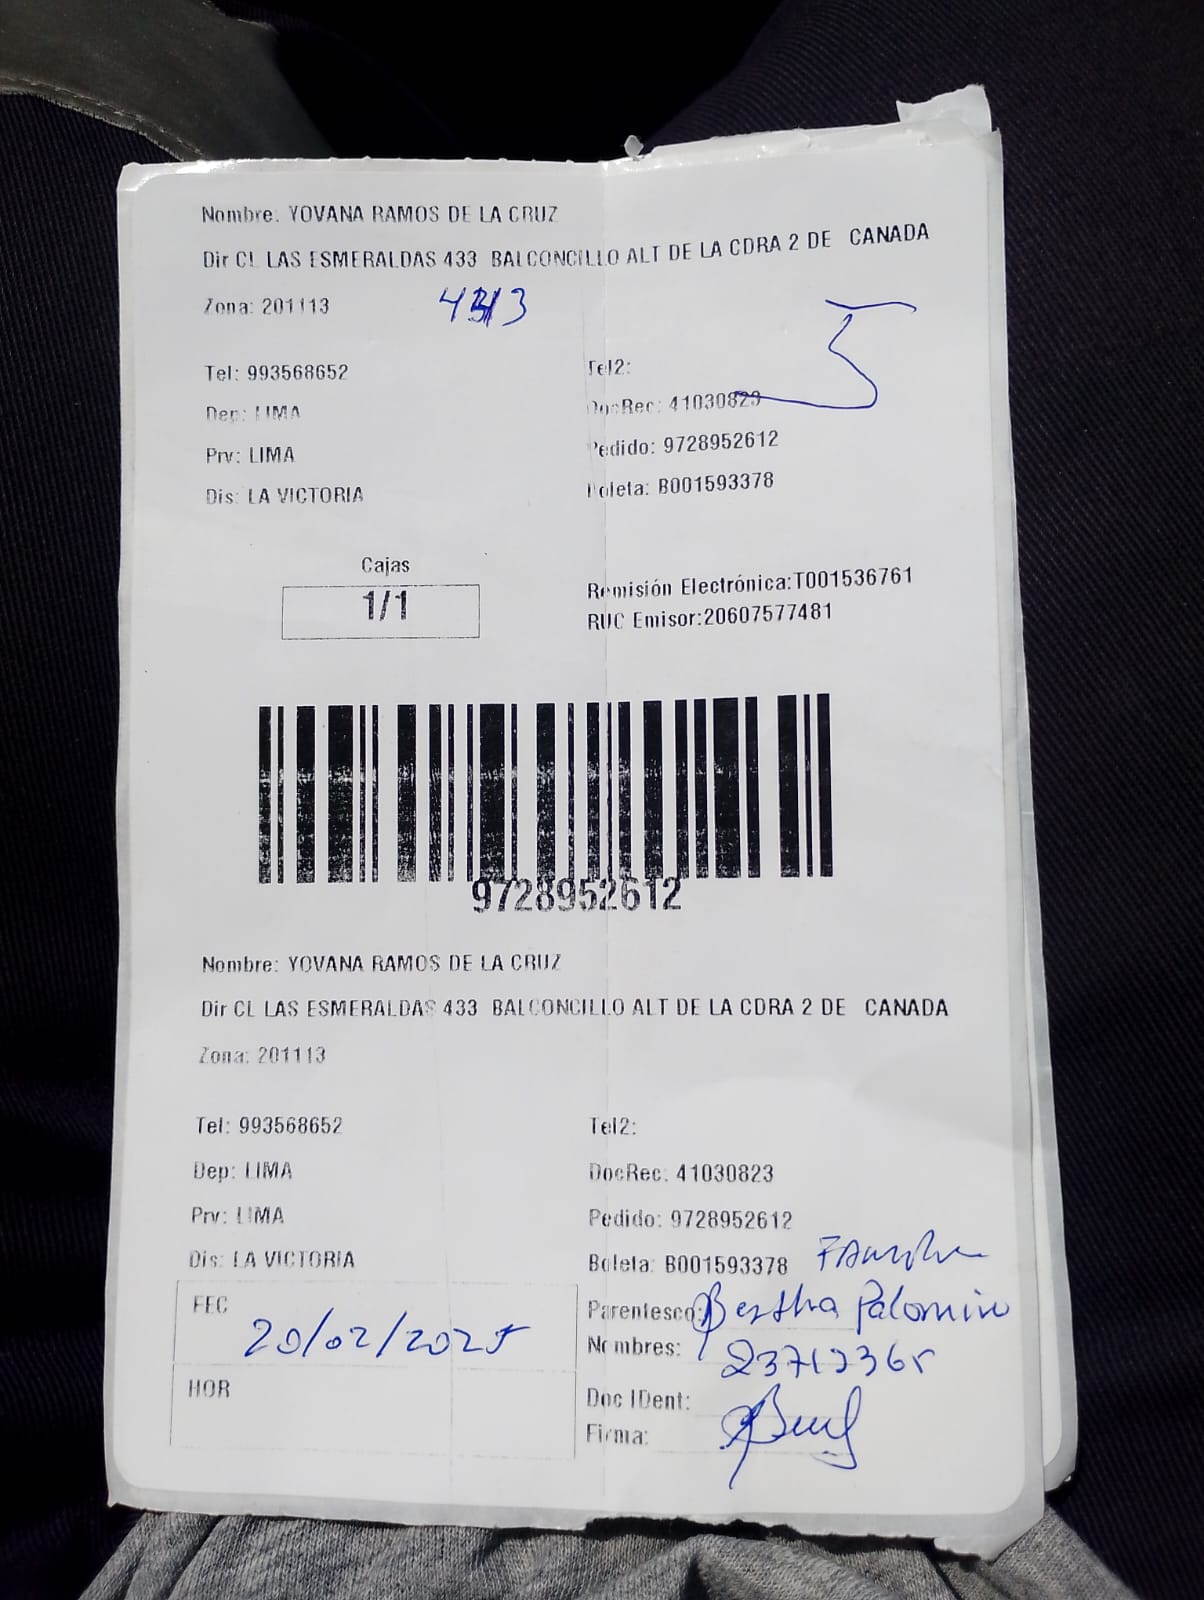 Nombre: YOVANA RAMOS DE LA CRUZ
Dir CL LAS ESMERALDAS 433 BALCONCILLO ALT DE LA CDRA 2 DE CANADA
Zona: 201113
Tel: 993568652 Tel2:
Dep: LIMA DocRec: 41030823
Prv: LIMA Pedido: 9728952612
Dis: LA VICTORIA Boleta: B001593378
Cajas
1/1
Remisión Electrónica:T001536761
RUC Emisor:20607577481
9728952612
Nombre: YOVANA RAMOS DE LA CRUZ
Dir CL LAS ESMERALDAS 433 BALCONCILLO ALT DE LA CDRA 2 DE CANADA
Zona: 201113
Tel: 993568652 Tel2:
Dep: LIMA DocRec: 41030823
Prv: LIMA Pedido: 9728952612
Dis: LA VICTORIA Boleta: B001593378
FEC 20/02/2025
Parentesco: Bertha Palomino
Nombres: 23712365
HOR
Doc IDent:
Firma: